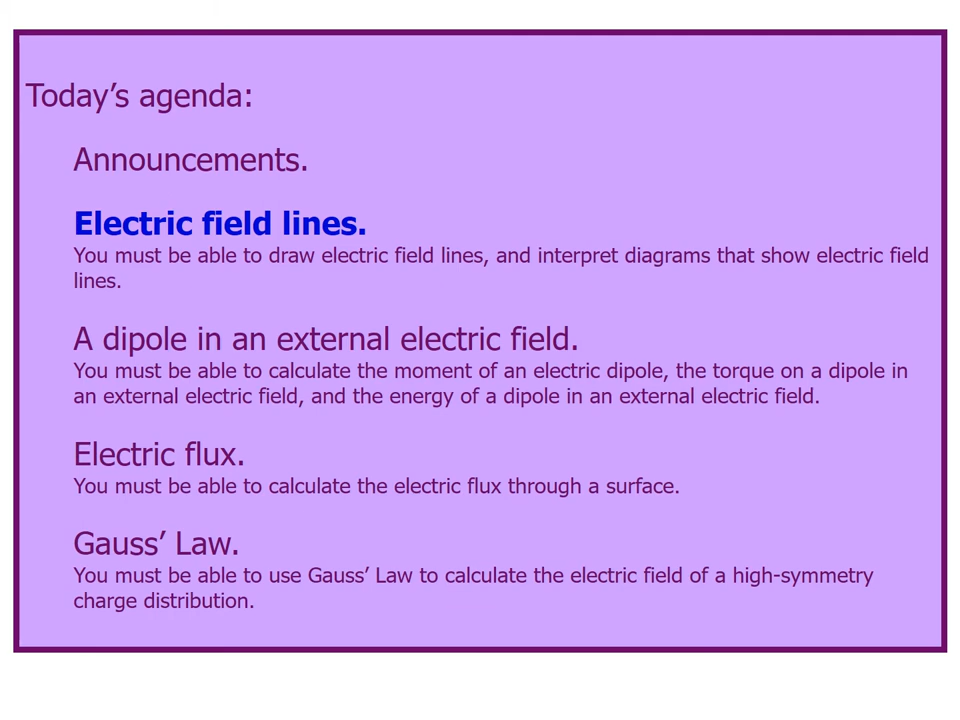 Today’s agenda:
Announcements.
Electric field lines.
You must be able to draw electric field lines, and interpret diagrams that show electric field
lines.
A dipole in an external electric field.
You must be able to calculate the moment of an electric dipole, the torque on a dipole in
an external electric field, and the energy of a dipole in an external electric field.
Electric flux.
You must be able to calculate the electric flux through a surface.
Gauss’ Law.
You must be able to use Gauss’ Law to calculate the electric field of a high-symmetry
charge distribution.